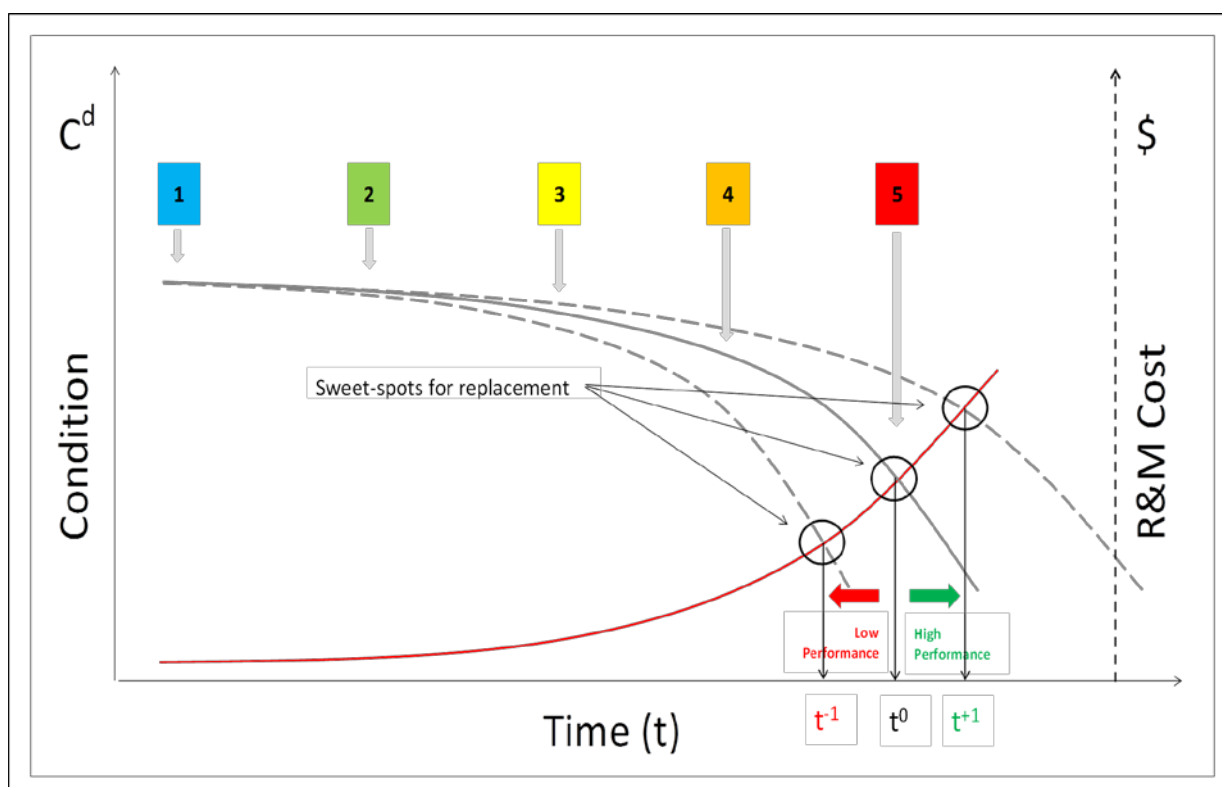 C^d
$
1
2
3
4
5
Condition
R&M Cost
Sweet-spots for replacement
Low
Performance
High
Performance
t^-1
t^0
t^+1
Time (t)